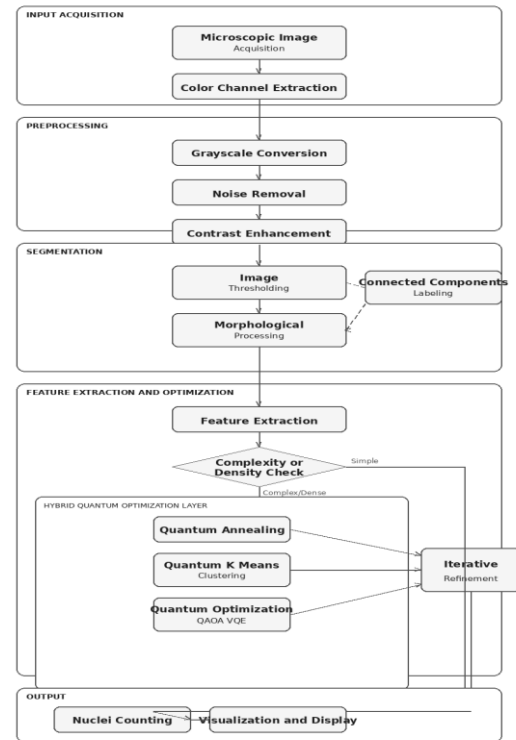 INPUT ACQUISITION
Microscopic Image
Acquisition
Color Channel Extraction
PREPROCESSING
Grayscale Conversion
Noise Removal
Contrast Enhancement
SEGMENTATION
Image
Thresholding
Connected Components
Labeling
Morphological
Processing
FEATURE EXTRACTION AND OPTIMIZATION
Feature Extraction
Complexity or
Density Check
Simple
Complex/Dense
HYBRID QUANTUM OPTIMIZATION LAYER
Quantum Annealing
Quantum K Means
Clustering
Iterative
Refinement
Quantum Optimization
QAOA VQE
OUTPUT
Nuclei Counting
Visualization and Display